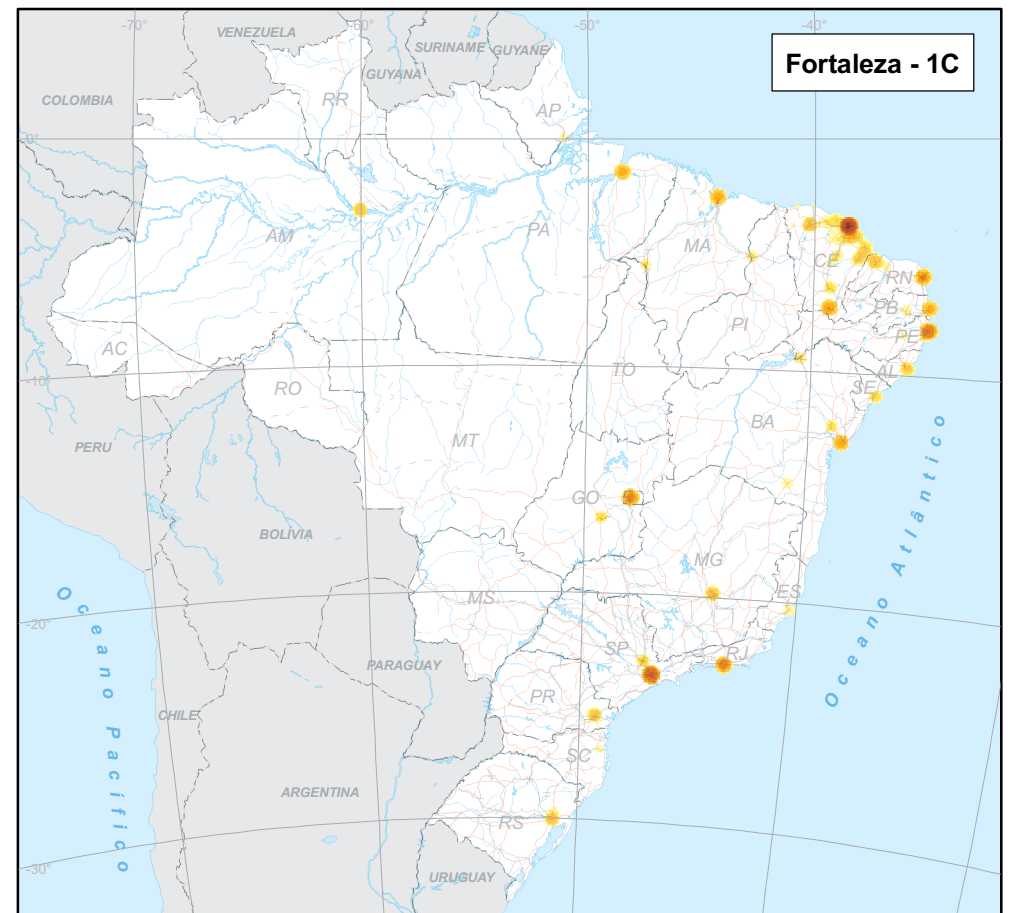 -70°
-60°
-50°
-40°
VENEZUELA
SURINAME
GUYANE
Fortaleza - 1C
GUYANA
COLOMBIA
RR
AP
0°
AM
PA
MA
CE
RN
PB
PI
PE
AC
TO
AL
-10°
RO
SE
BA
MT
PERU
GO
BOLÍVIA
Oceano Atlântico
MG
ES
MS
Oceano Pacífico
-20°
SP
RJ
PARAGUAY
PR
CHILE
SC
ARGENTINA
RS
-30°
URUGUAY